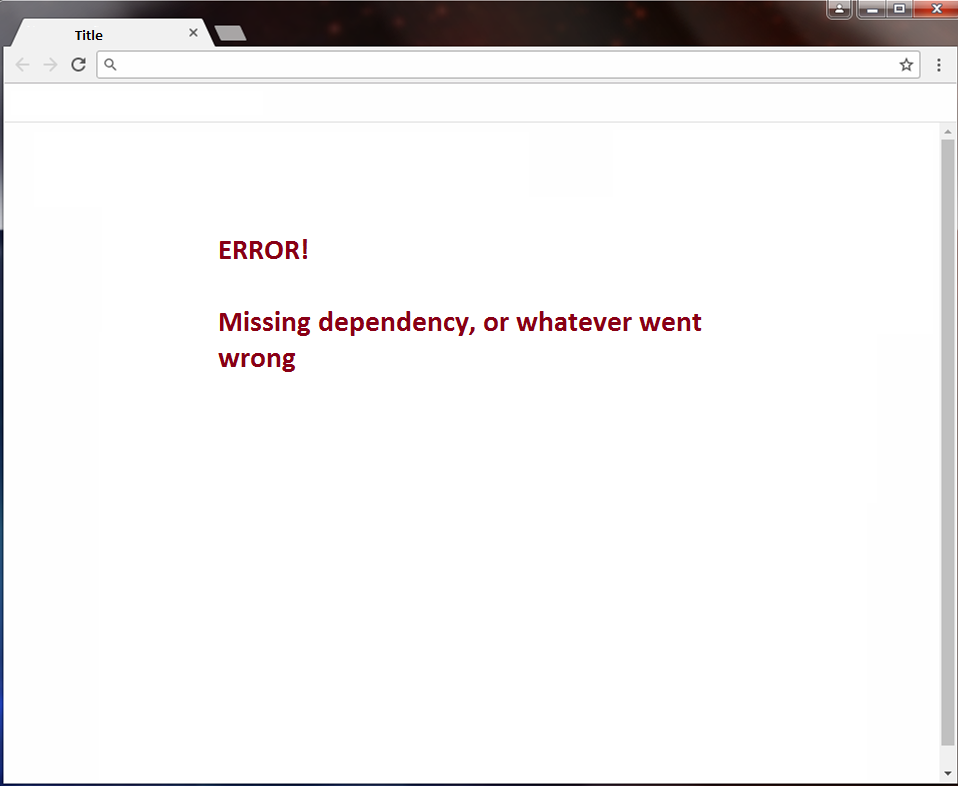 Title
ERROR!
Missing dependency, or whatever went
wrong